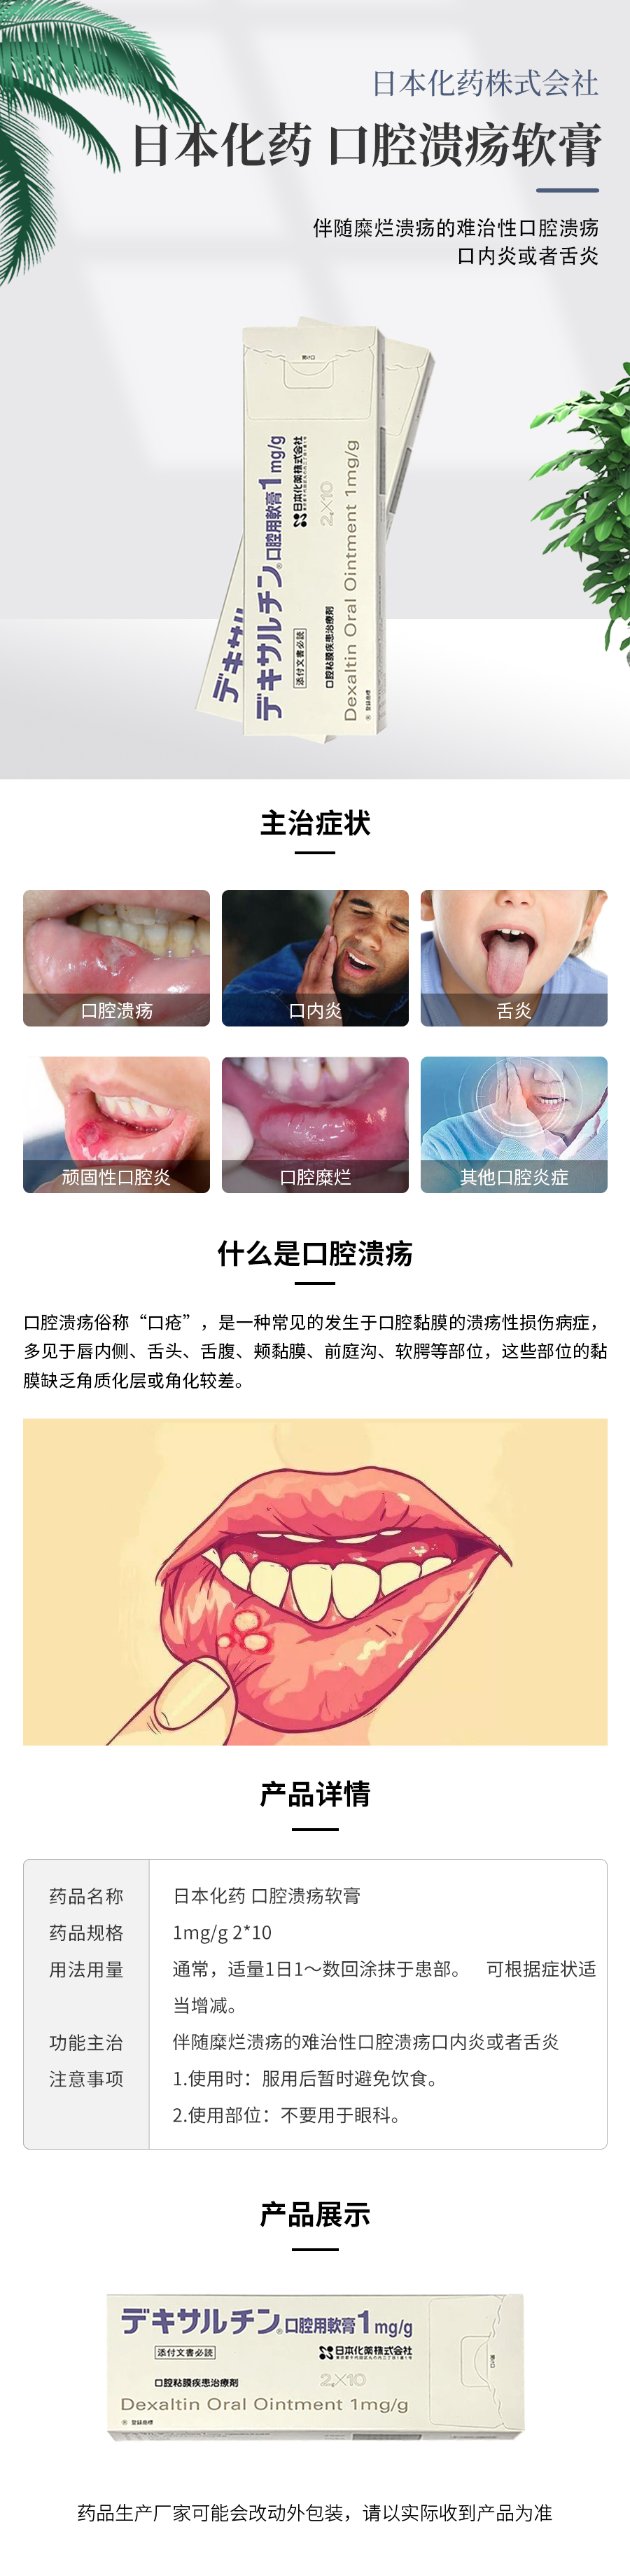 日本化药株式会社
日本化药 口腔溃疡软膏
伴随糜烂溃疡的难治性口腔溃疡
口内炎或者舌炎
開け口
デキサルチン®口腔用軟膏1mg/g
日本化薬株式会社
2g×10
添付文書必読
口腔粘膜疾患治療剤
Dexaltin Oral Ointment 1mg/g
® 登録商標
デキサル
主治症状
口腔溃疡
口内炎
舌炎
顽固性口腔炎
口腔糜烂
其他口腔炎症
什么是口腔溃疡
口腔溃疡俗称“口疮”，是一种常见的发生于口腔黏膜的溃疡性损伤病症，
多见于唇内侧、舌头、舌腹、颊黏膜、前庭沟、软腭等部位，这些部位的黏
膜缺乏角质化层或角化较差。
产品详情
药品名称 日本化药 口腔溃疡软膏
药品规格 1mg/g 2*10
用法用量 通常，适量1日1～数回涂抹于患部。 可根据症状适
当增减。
功能主治 伴随糜烂溃疡的难治性口腔溃疡口内炎或者舌炎
注意事项 1.使用时：服用后暂时避免饮食。
2.使用部位：不要用于眼科。
产品展示
デキサルチン®口腔用軟膏1mg/g
添付文書必読
日本化薬株式会社
口腔粘膜疾患治療剤
2g×10
Dexaltin Oral Ointment 1mg/g
® 登録商標
開け口
药品生产厂家可能会改动外包装，请以实际收到产品为准